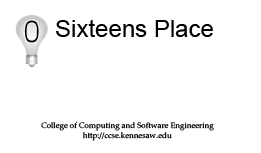 0 Sixteens Place
College of Computing and Software Engineering
http://ccse.kennesaw.edu